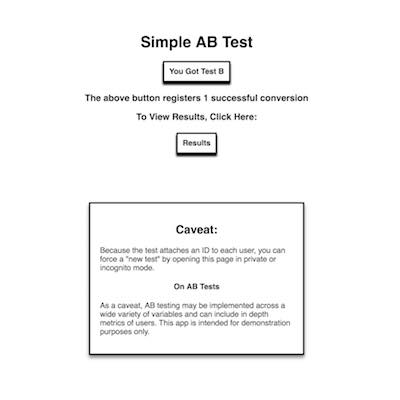 Simple AB Test
You Got Test B
The above button registers 1 successful conversion
To View Results, Click Here:
Results
Caveat:
Because the test attaches an ID to each user, you can
force a "new test" by opening this page in private or
incognito mode.
On AB Tests
As a caveat, AB testing may be implemented across a
wide variety of variables and can include in depth
metrics of users. This app is intended for demonstration
purposes only.